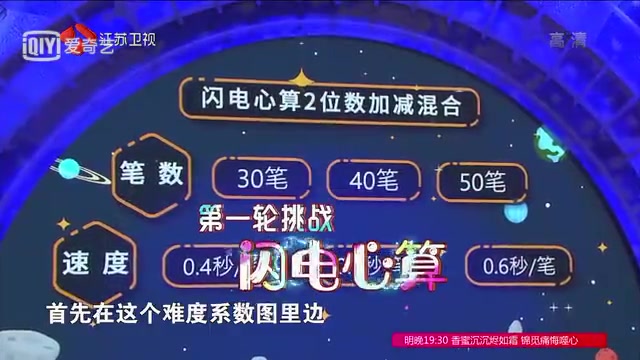 iQIYI 爱奇艺
江苏卫视
高清
闪电心算2位数加减混合
笔数
30笔
40笔
50笔
第一轮挑战
闪电心算
速度
0.4秒/
0.6秒/笔
首先在这个难度系数图里边
明晚19:30 香蜜沉沉烬如霜 锦觅痛悔噬心